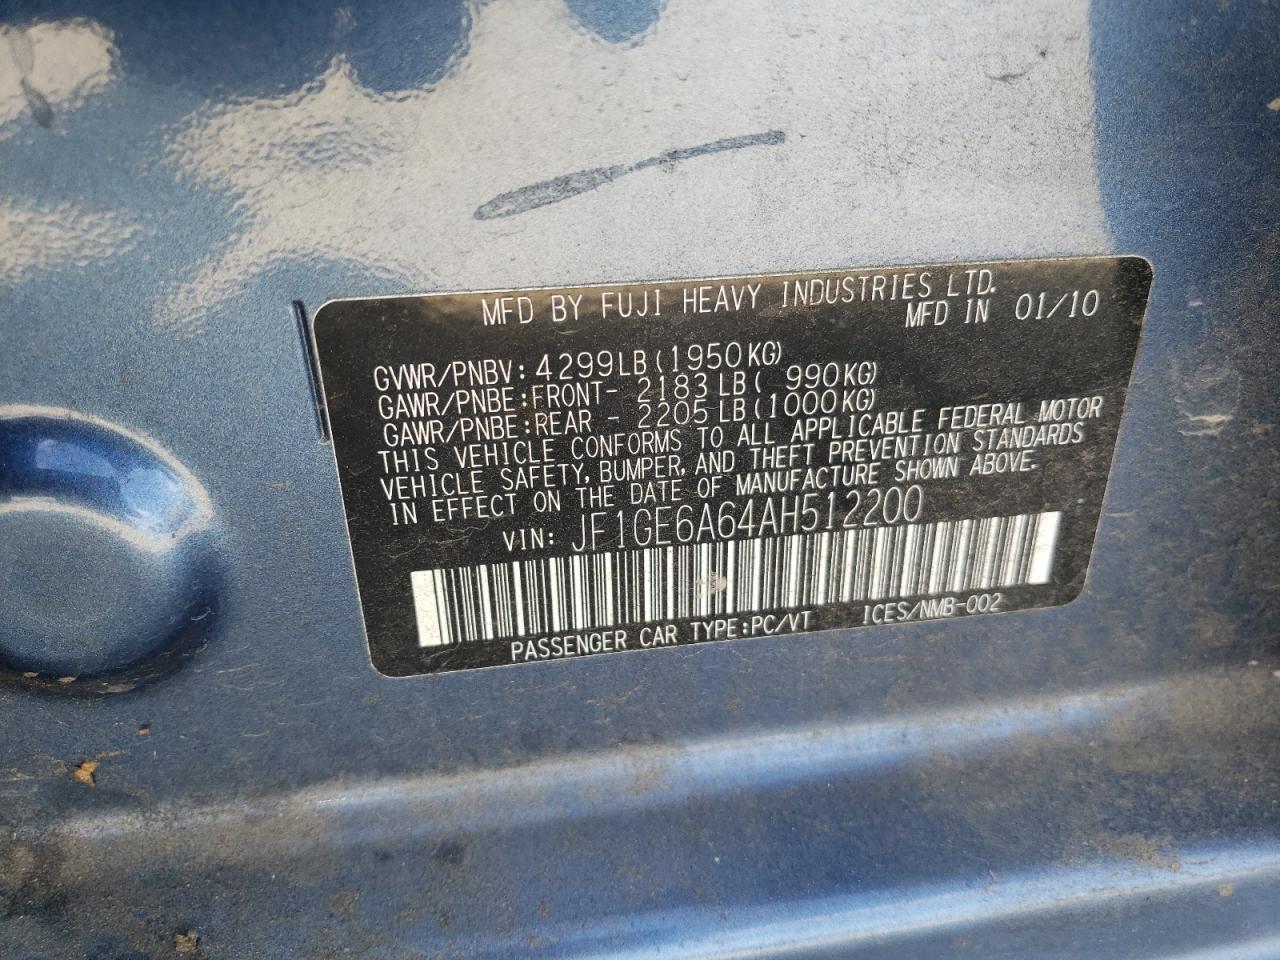 MFD BY FUJI HEAVY INDUSTRIES LTD.
MFD IN 01/10
GVWR/PNBV: 4299LB (1950KG)
GAWR/PNBE:FRONT- 2183LB ( 990KG)
GAWR/PNBE:REAR - 2205LB (1000KG)
THIS VEHICLE CONFORMS TO ALL APPLICABLE FEDERAL MOTOR
VEHICLE SAFETY, BUMPER, AND THEFT PREVENTION STANDARDS
IN EFFECT ON THE DATE OF MANUFACTURE SHOWN ABOVE.
VIN: JF1GE6A64AH512200
PASSENGER CAR TYPE:PC/VT ICES/NMB-002